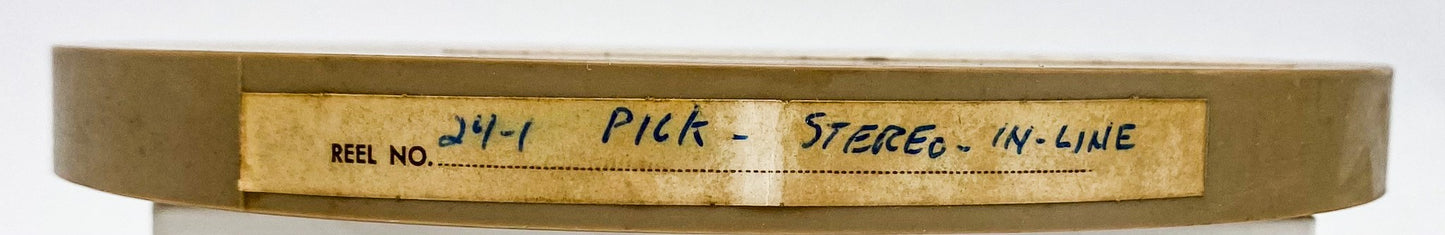 REEL NO. 24-1 PICK - STEREO - IN-LINE